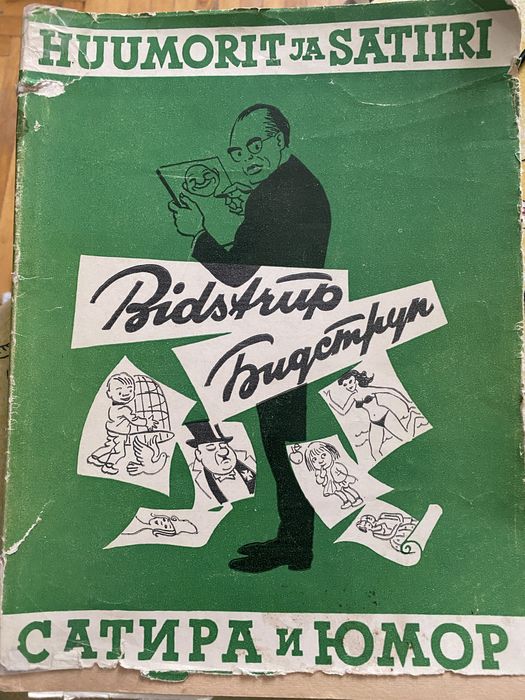 HUUMORIT JA SATIIRI
Bidstrup
Бидструп
САТИРА И ЮМОР